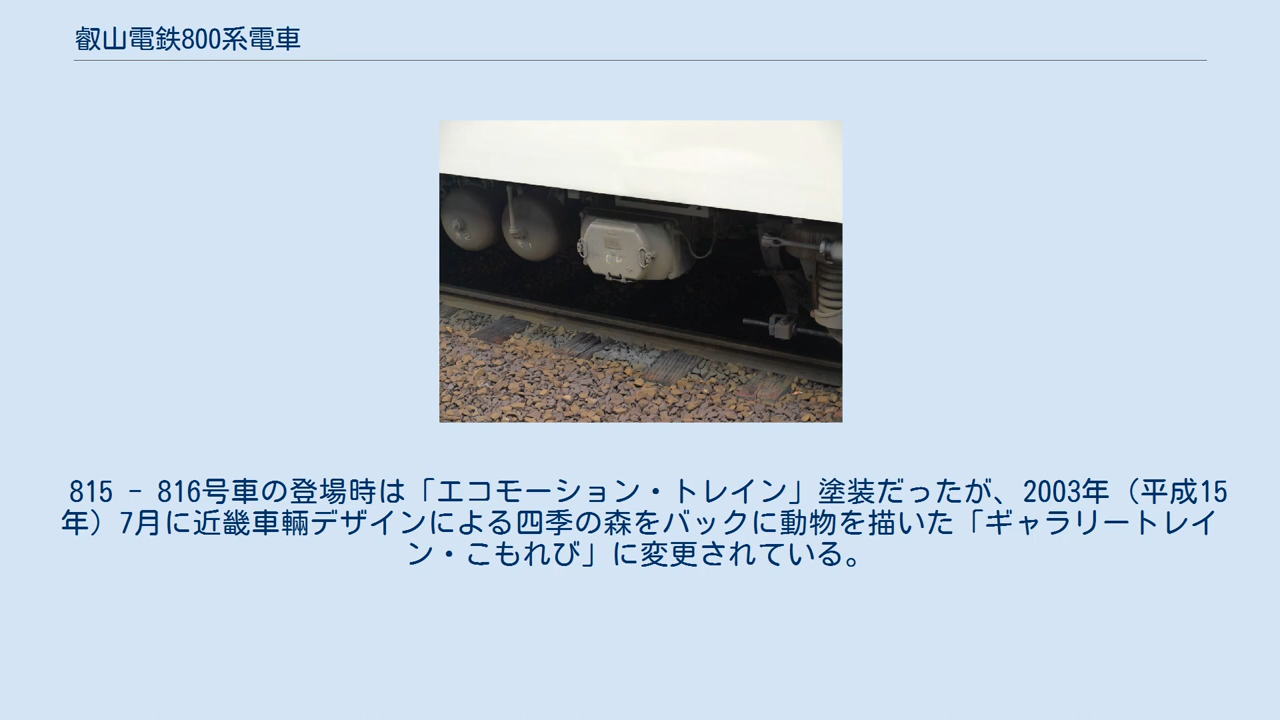 叡山電鉄800系電車
815 - 816号車の登場時は「エコモーション・トレイン」塗装だったが、2003年（平成15
年）7月に近畿車輛デザインによる四季の森をバックに動物を描いた「ギャラリートレイ
ン・こもれび」に変更されている。